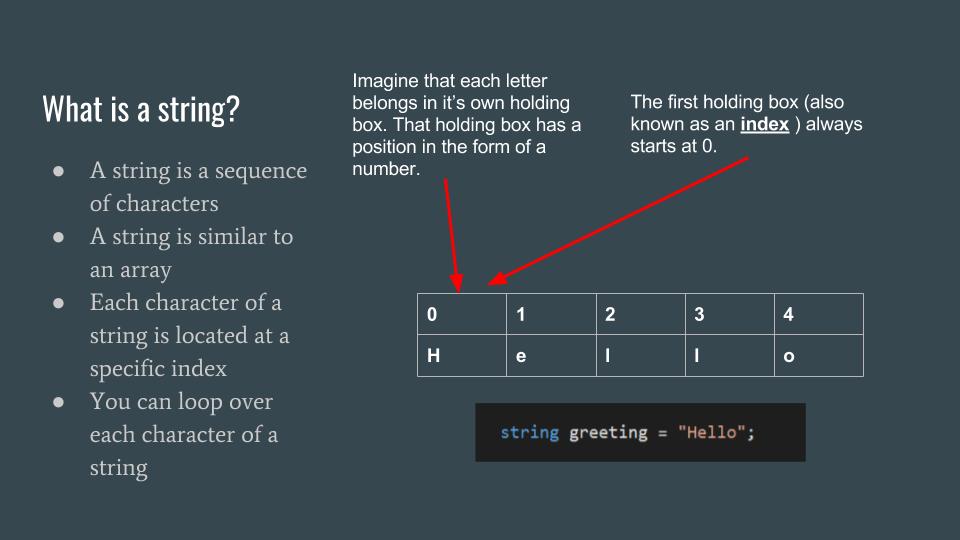 What is a string?
● A string is a sequence
of characters
● A string is similar to
an array
● Each character of a
string is located at a
specific index
● You can loop over
each character of a
string
Imagine that each letter
belongs in it's own holding
box. That holding box has a
position in the form of a
number.
The first holding box (also
known as an index ) always
starts at 0.
0 1 2 3 4
H e l l o
string greeting = "Hello";